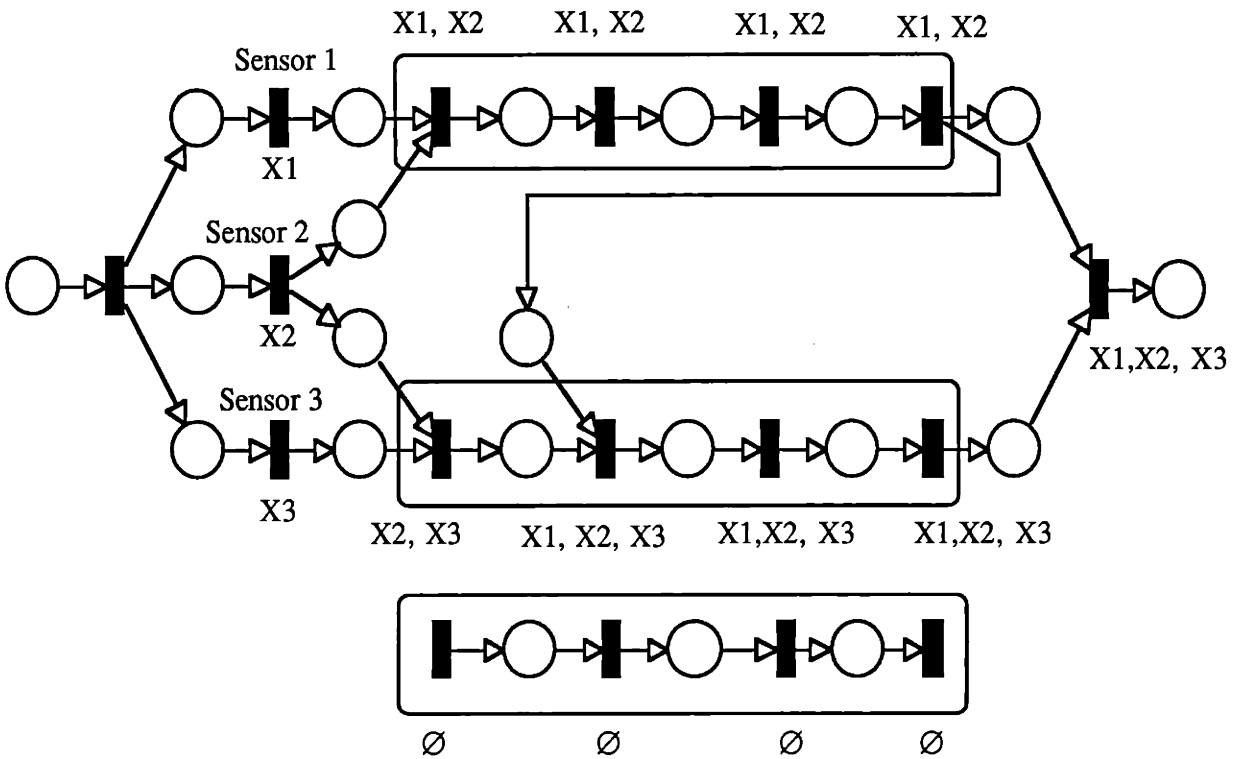 X1, X2 X1, X2 X1, X2 X1, X2
Sensor 1
X1
Sensor 2
X2
X1,X2, X3
Sensor 3
X3
X2, X3 X1, X2, X3 X1,X2, X3 X1,X2, X3
∅ ∅ ∅ ∅